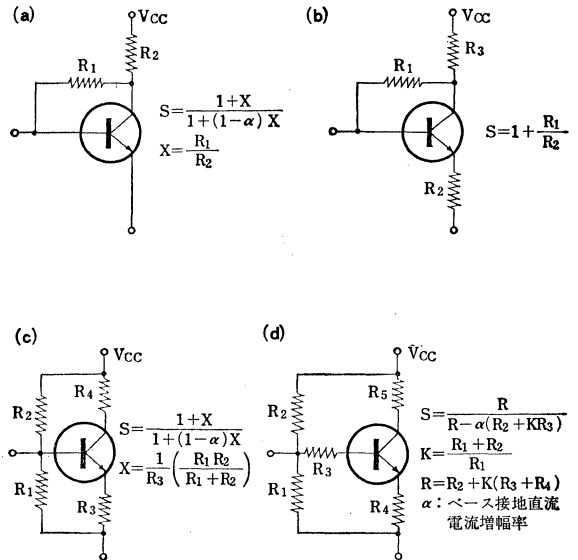 (a)
VCC
R2
R1
S=1+X/1+(1-α)X
X=R1/R2
(b)
VCC
R3
R1
S=1+R1/R2
R2
(c)
VCC
R4
R2
S=1+X/1+(1-α)X
X=1/R3(R1R2/R1+R2)
R1
R3
(d)
VCC
R5
R2
R3
R1
R4
S=R/R-α(R2+KR3)
K=R1+R2/R1
R=R2+K(R3+R4)
α：ベース接地直流
電流増幅率